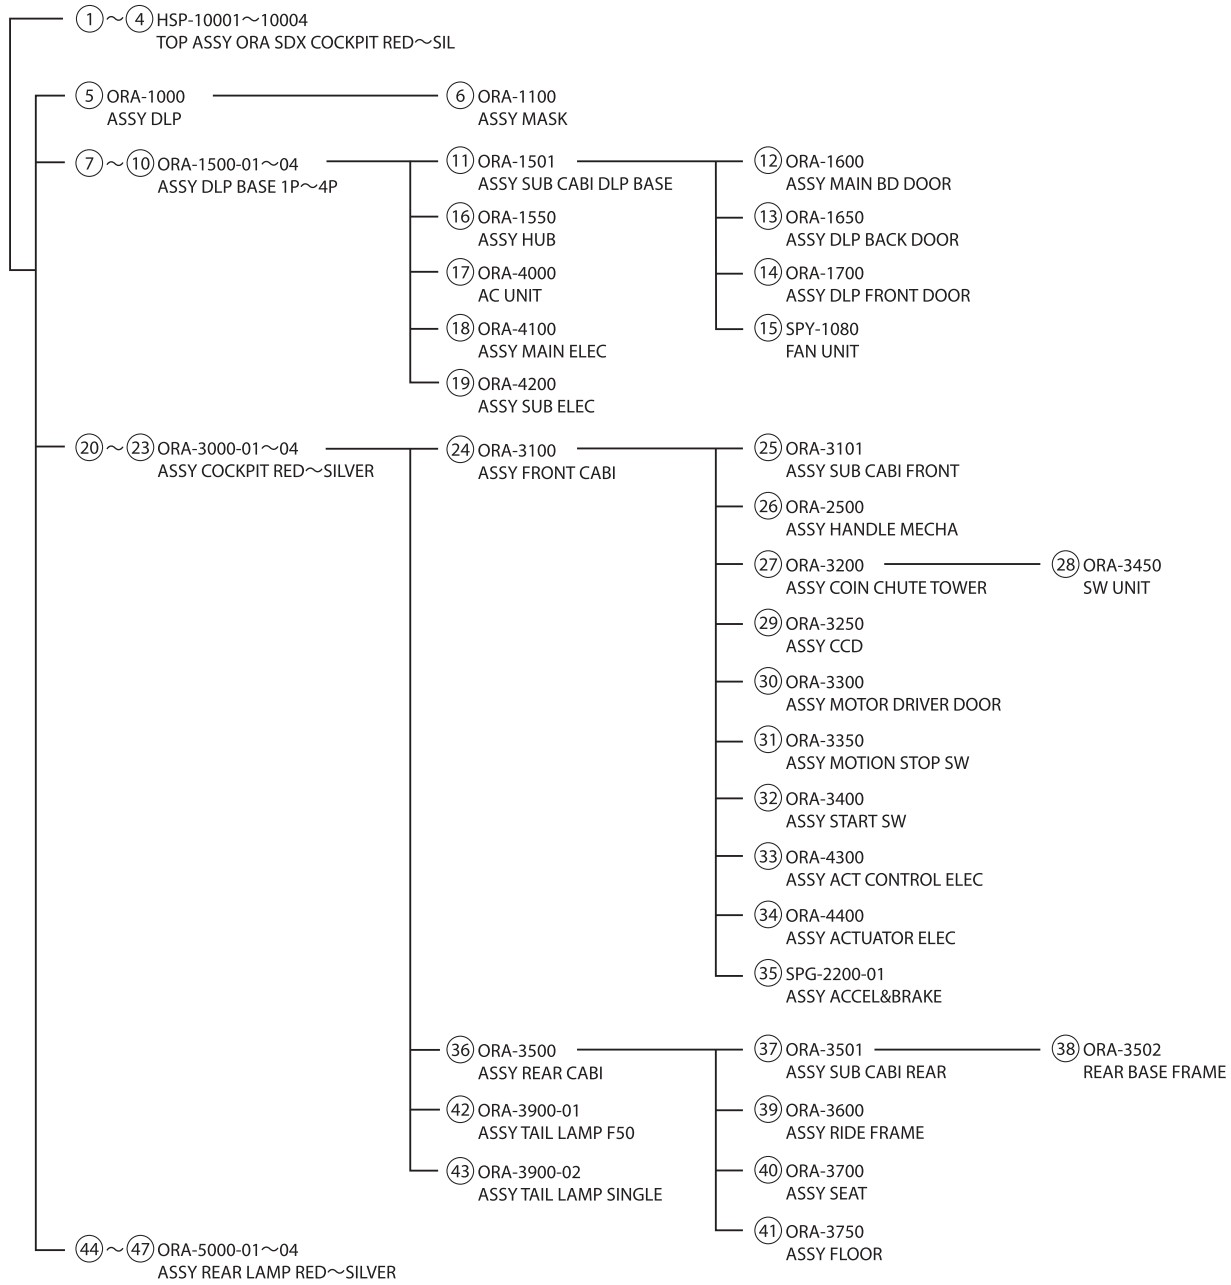 1～4 HSP-10001～10004
TOP ASSY ORA SDX COCKPIT RED～SIL
5 ORA-1000
ASSY DLP
6 ORA-1100
ASSY MASK
7～10 ORA-1500-01～04
ASSY DLP BASE 1P～4P
11 ORA-1501
ASSY SUB CABI DLP BASE
12 ORA-1600
ASSY MAIN BD DOOR
13 ORA-1650
ASSY DLP BACK DOOR
14 ORA-1700
ASSY DLP FRONT DOOR
15 SPY-1080
FAN UNIT
16 ORA-1550
ASSY HUB
17 ORA-4000
AC UNIT
18 ORA-4100
ASSY MAIN ELEC
19 ORA-4200
ASSY SUB ELEC
20～23 ORA-3000-01～04
ASSY COCKPIT RED～SILVER
24 ORA-3100
ASSY FRONT CABI
25 ORA-3101
ASSY SUB CABI FRONT
26 ORA-2500
ASSY HANDLE MECHA
27 ORA-3200
ASSY COIN CHUTE TOWER
28 ORA-3450
SW UNIT
29 ORA-3250
ASSY CCD
30 ORA-3300
ASSY MOTOR DRIVER DOOR
31 ORA-3350
ASSY MOTION STOP SW
32 ORA-3400
ASSY START SW
33 ORA-4300
ASSY ACT CONTROL ELEC
34 ORA-4400
ASSY ACTUATOR ELEC
35 SPG-2200-01
ASSY ACCEL&BRAKE
36 ORA-3500
ASSY REAR CABI
37 ORA-3501
ASSY SUB CABI REAR
38 ORA-3502
REAR BASE FRAME
39 ORA-3600
ASSY RIDE FRAME
40 ORA-3700
ASSY SEAT
41 ORA-3750
ASSY FLOOR
42 ORA-3900-01
ASSY TAIL LAMP F50
43 ORA-3900-02
ASSY TAIL LAMP SINGLE
44～47 ORA-5000-01～04
ASSY REAR LAMP RED～SILVER